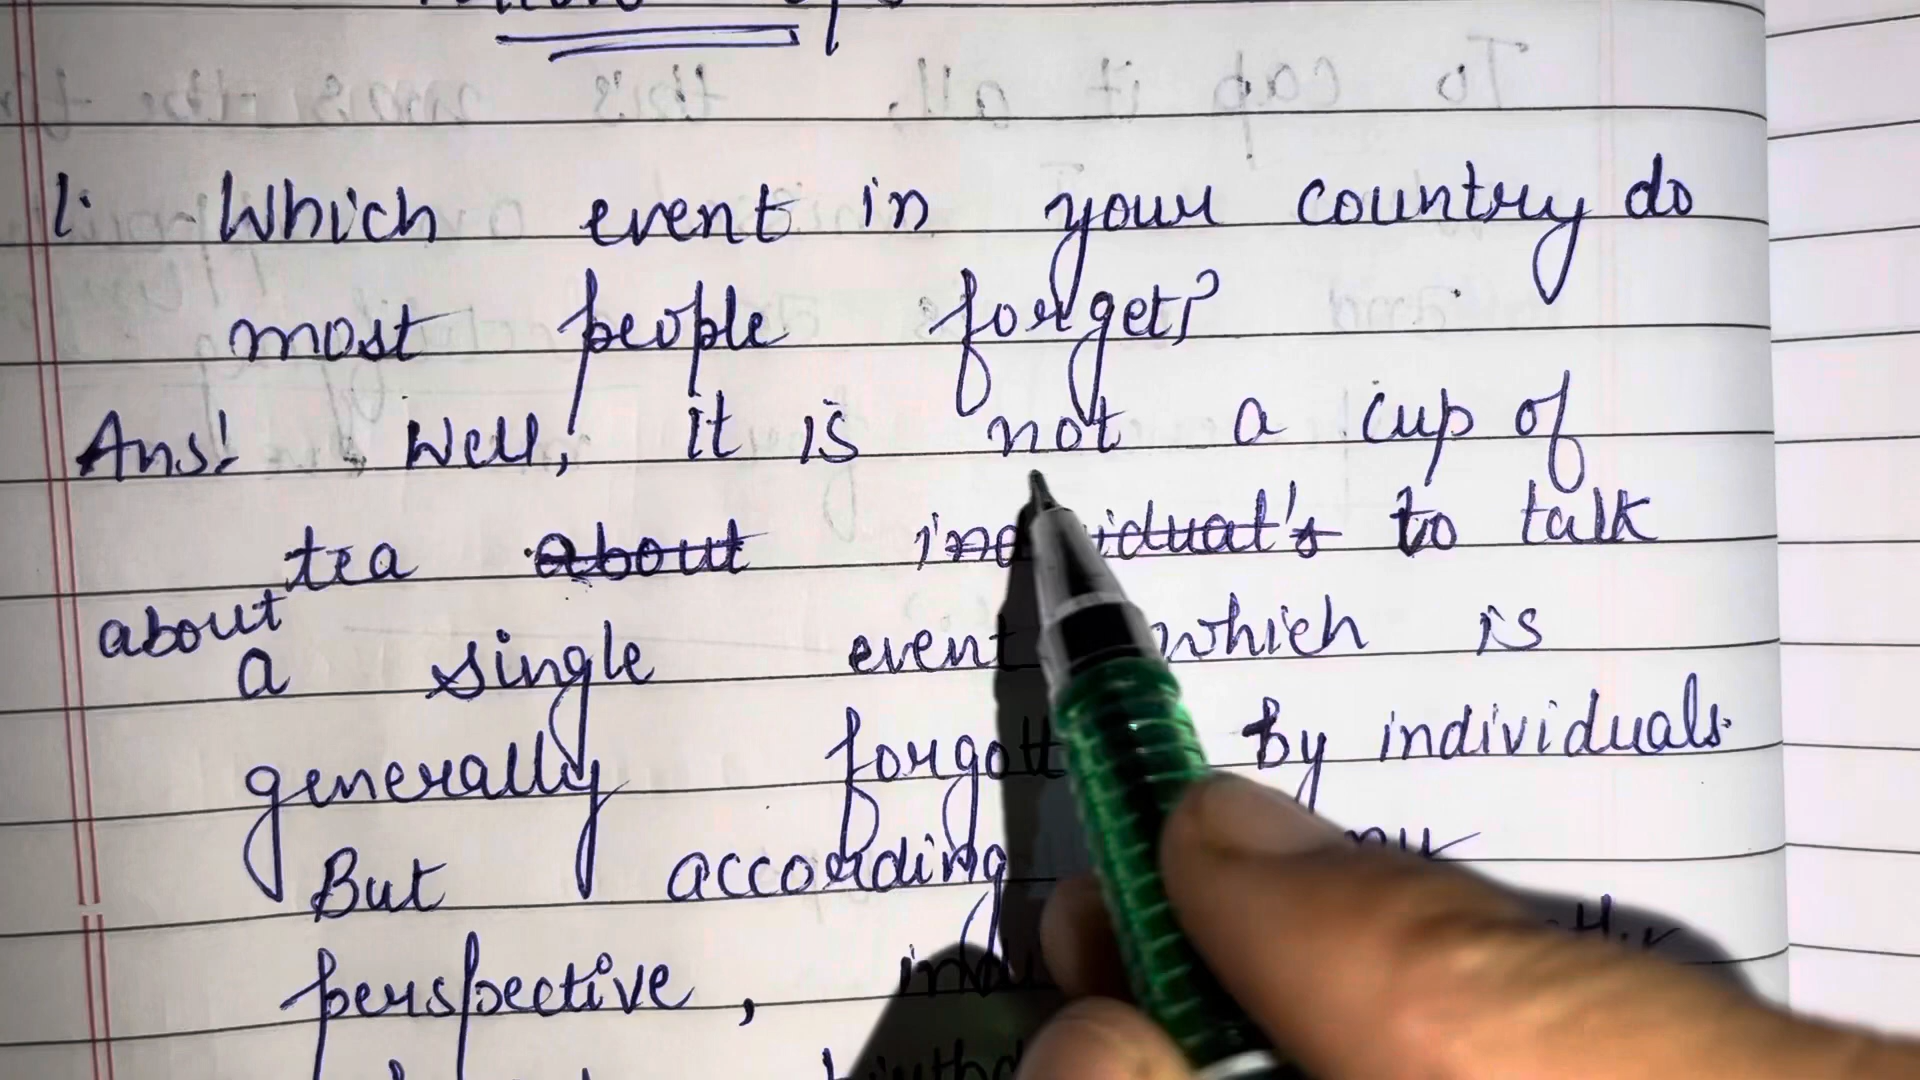 1. Which event in your country do
most people forget?
Ans: Well, it is not a cup of
tea about individual's to talk
about
a single event which is
generally by individuals.
But according my
perspective,